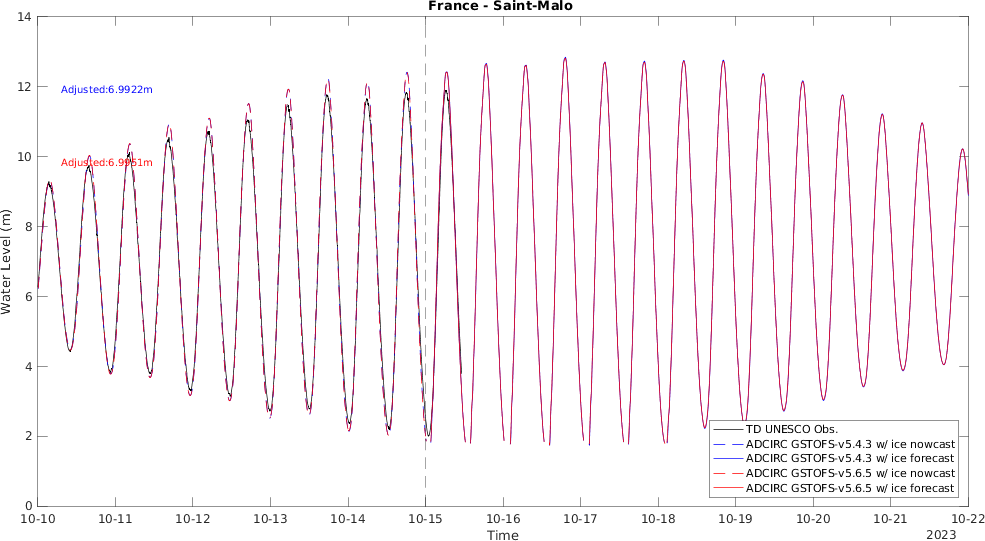 France - Saint-Malo
14
12
10
8
6
4
2
0
Water Level (m)
Adjusted:6.9922m
Adjusted:6.9951m
TD UNESCO Obs.
ADCIRC GSTOFS-v5.4.3 w/ ice nowcast
ADCIRC GSTOFS-v5.4.3 w/ ice forecast
ADCIRC GSTOFS-v5.6.5 w/ ice nowcast
ADCIRC GSTOFS-v5.6.5 w/ ice forecast
10-10 10-11 10-12 10-13 10-14 10-15 10-16 10-17 10-18 10-19 10-20 10-21 10-22
Time
2023